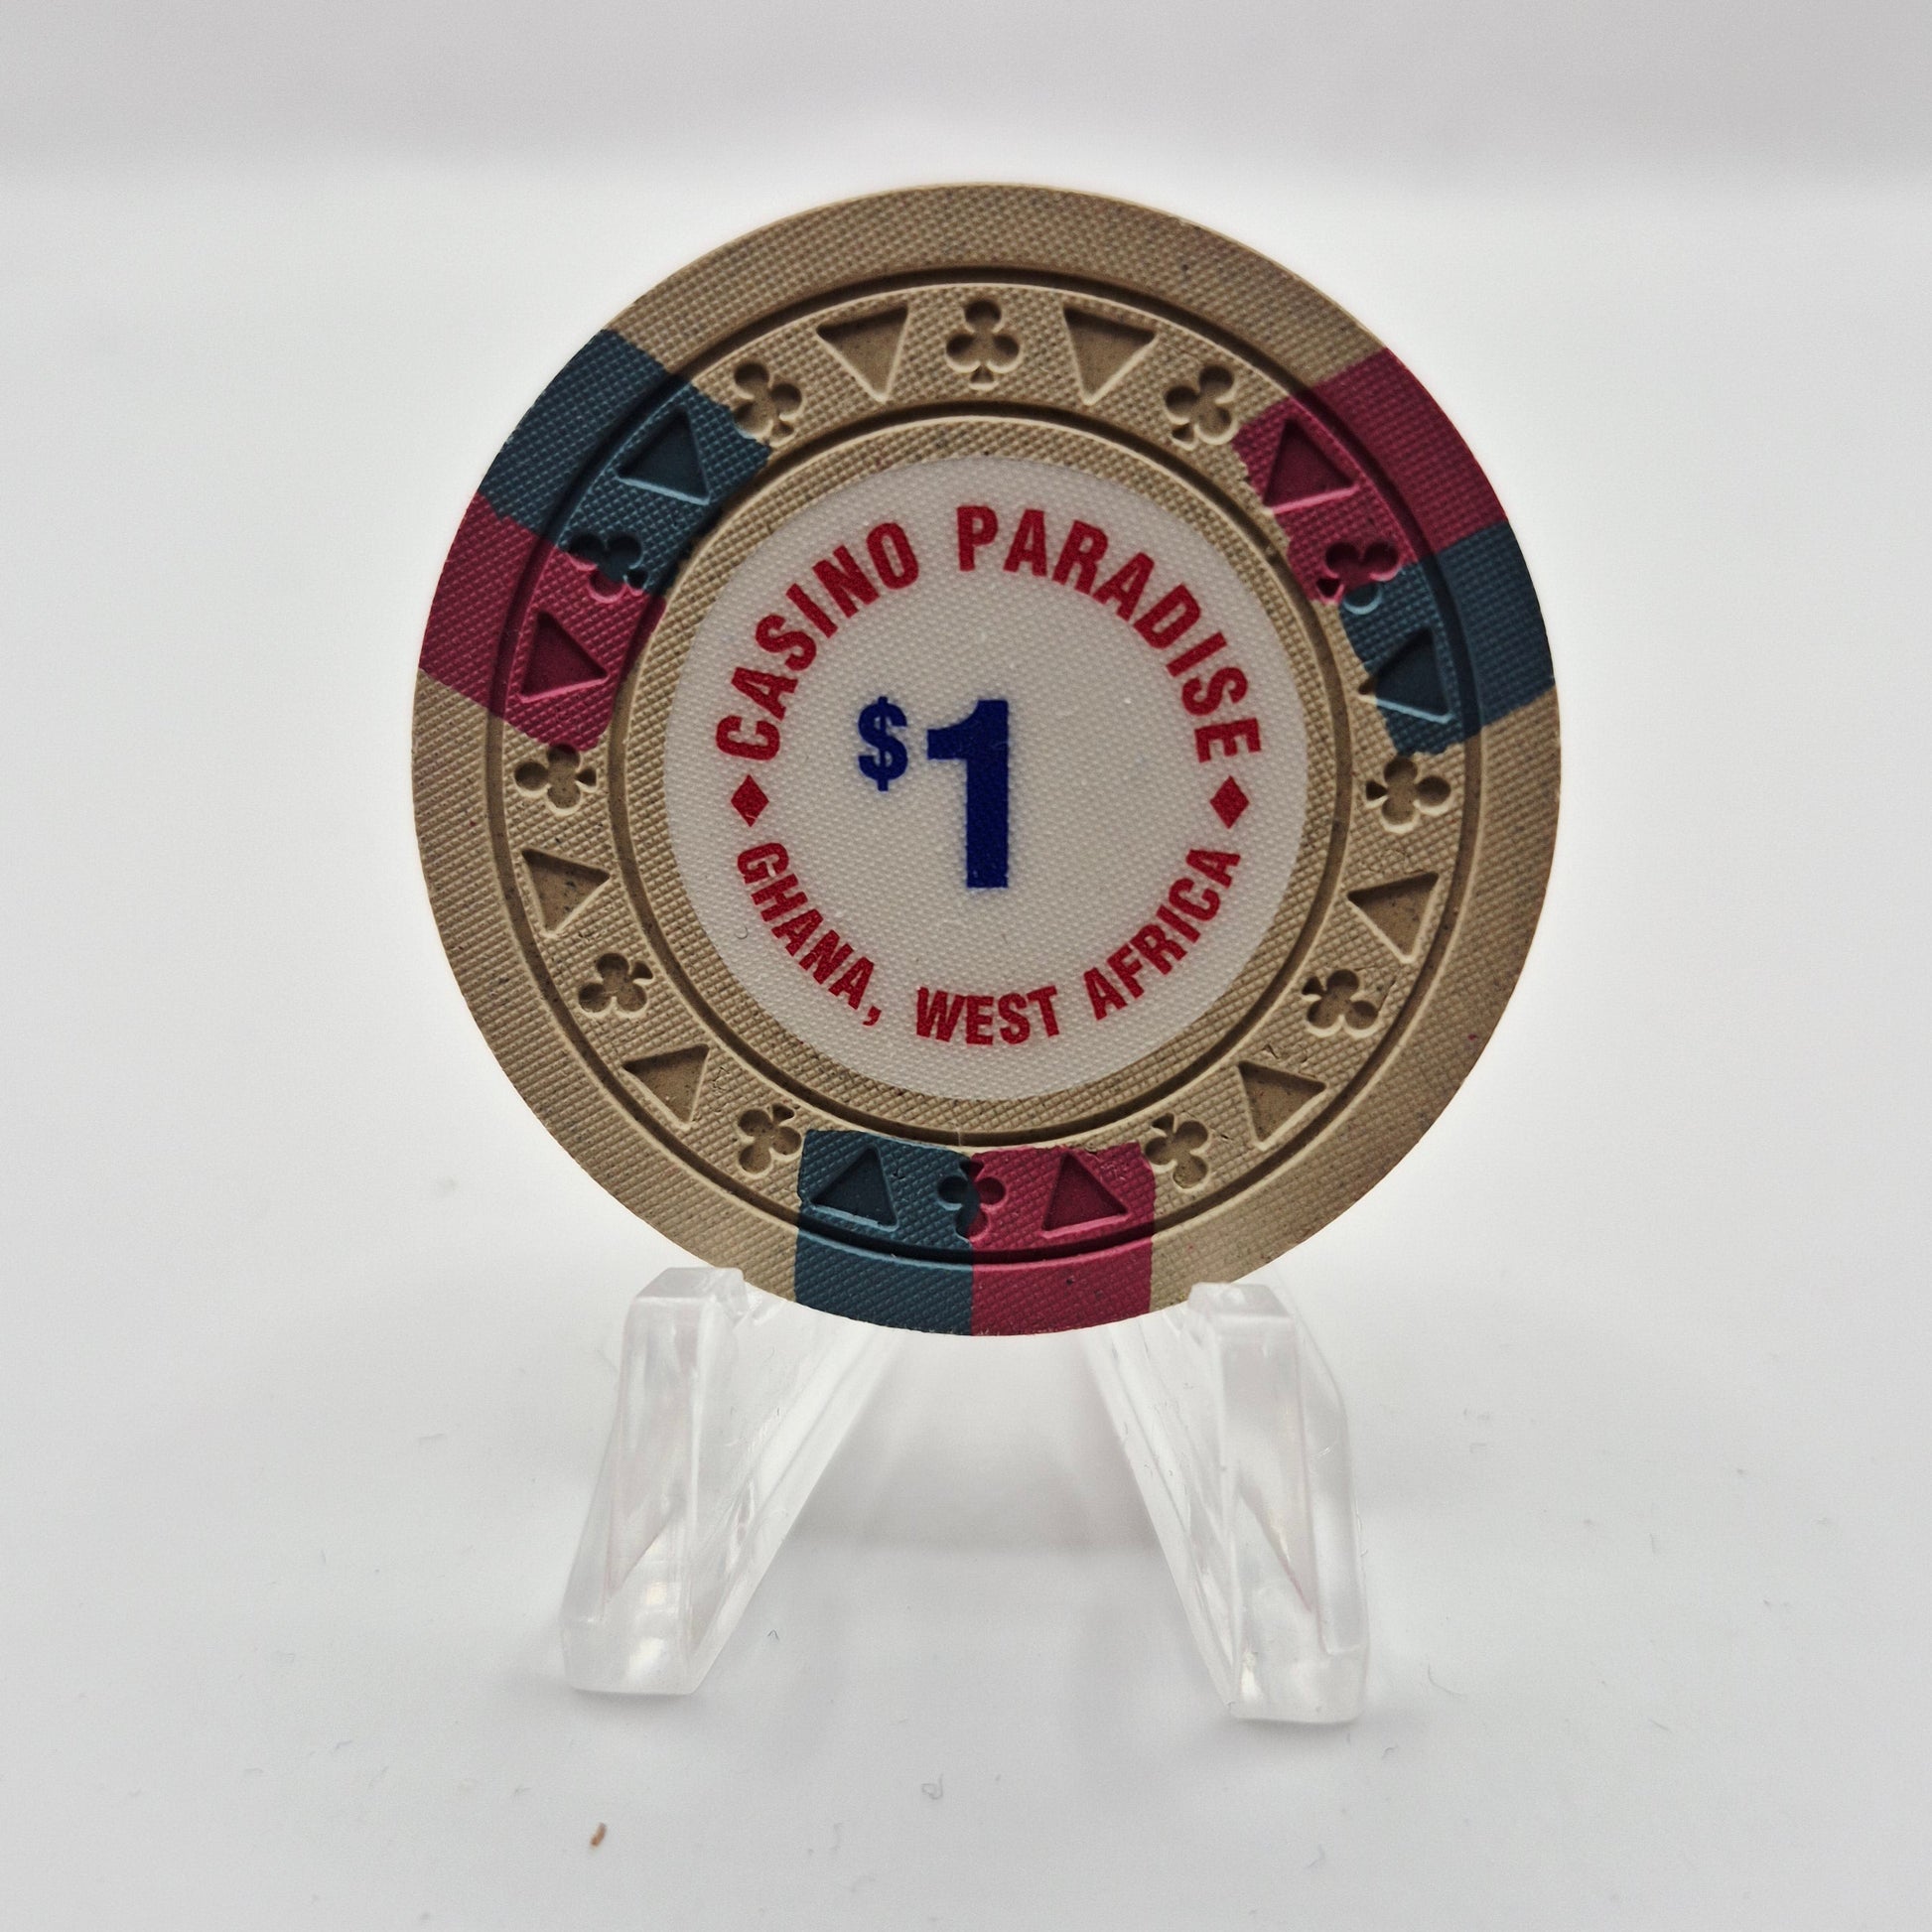 CASINO PARADISE
$1
GHANA, WEST AFRICA